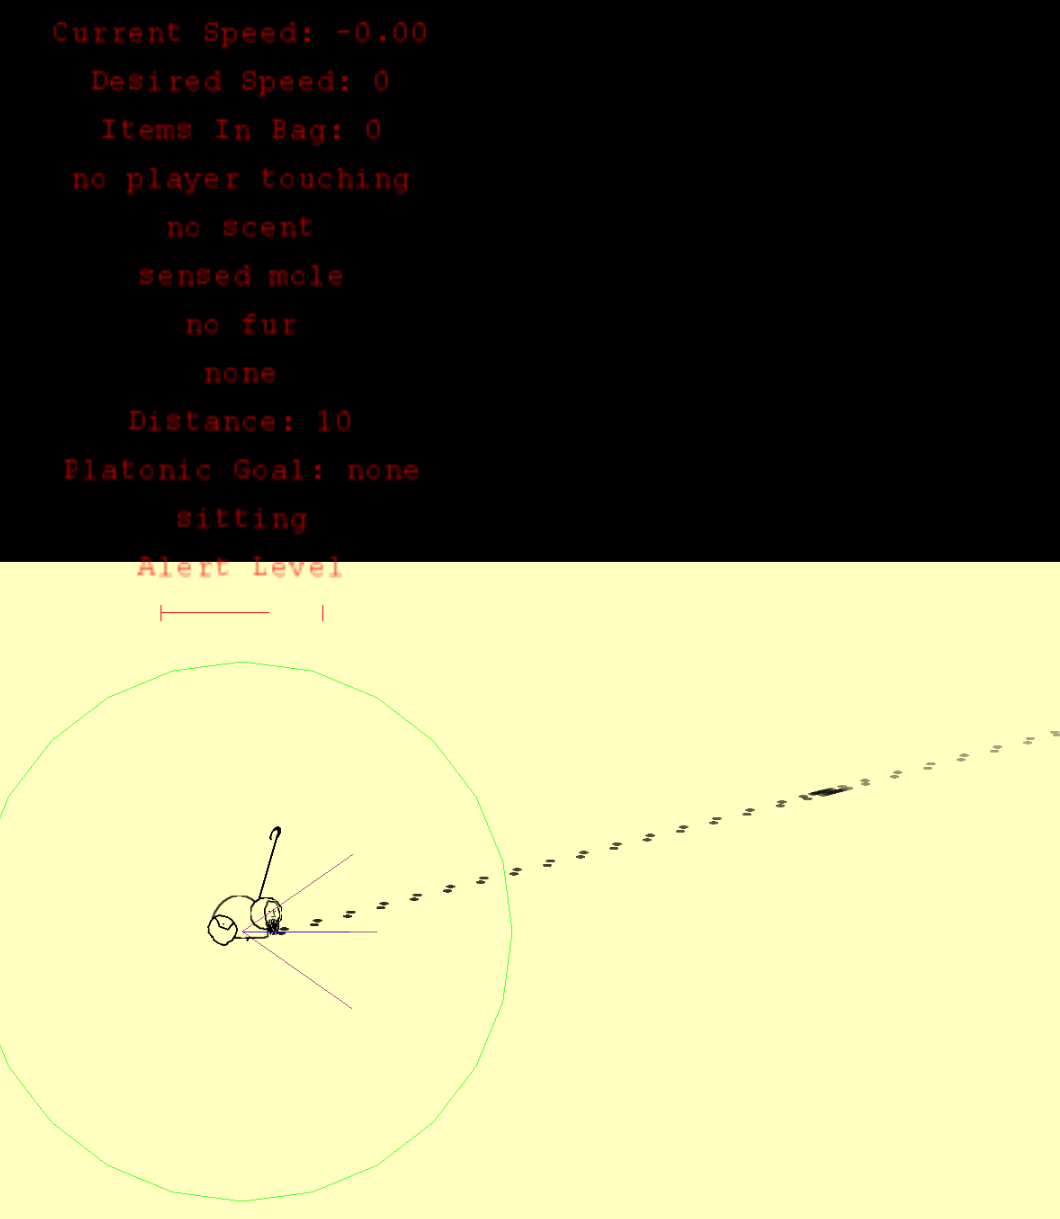 Current Speed: -0.00
Desired Speed: 0
Items In Bag: 0
no player touching
no scent
sensed mole
no fur
none
Distance: 10
Platonic Goal: none
sitting
Alert Level